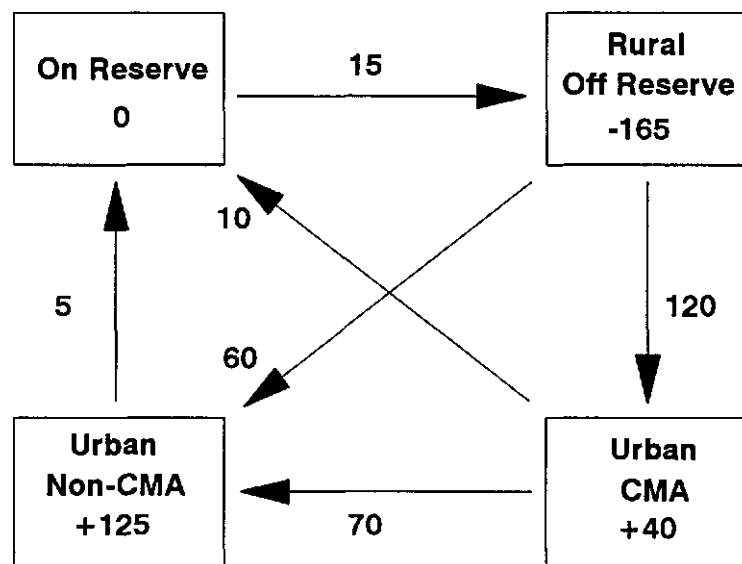 On Reserve
0
15
Rural
Off Reserve
-165
10
5
60
120
Urban
Non-CMA
+125
70
Urban
CMA
+40